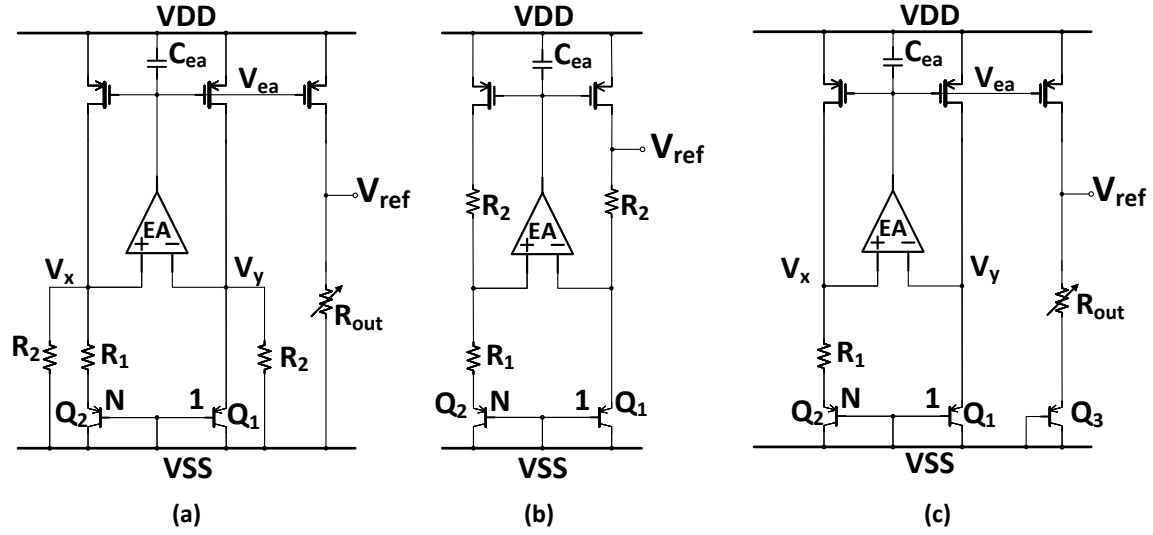 VDD
C_ea
V_ea
V_ref
EA
+ −
V_x
V_y
R_out
R_2
R_1
R_2
N
1
Q_2
Q_1
VSS
(a)
VDD
C_ea
V_ref
R_2
R_2
EA
+ −
R_1
N
1
Q_2
Q_1
VSS
(b)
VDD
C_ea
V_ea
V_ref
EA
+ −
V_x
V_y
R_out
R_1
N
1
Q_2
Q_1
Q_3
VSS
(c)